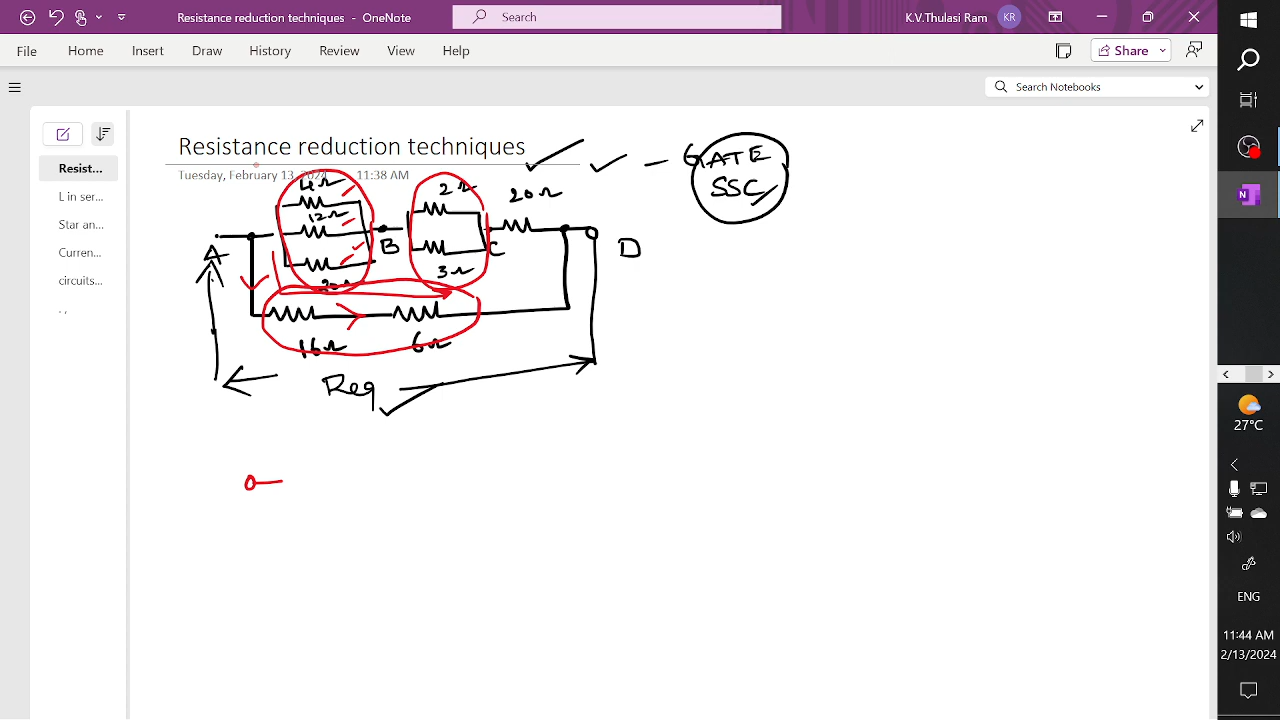 Resistance reduction techniques - OneNote
Search
K.V.Thulasi Ram
KR
File Home Insert Draw History Review View Help
Share
Search Notebooks
Resistance reduction techniques
Tuesday, February 13, 2024 11:38 AM
GATE
SSC
Resist...
L in ser...
Star an...
Curren...
circuits...
4Ω
2Ω
20Ω
12Ω
A
B
C
D
3Ω
20Ω
16Ω
6Ω
Req
27°C
ENG
11:44 AM
2/13/2024